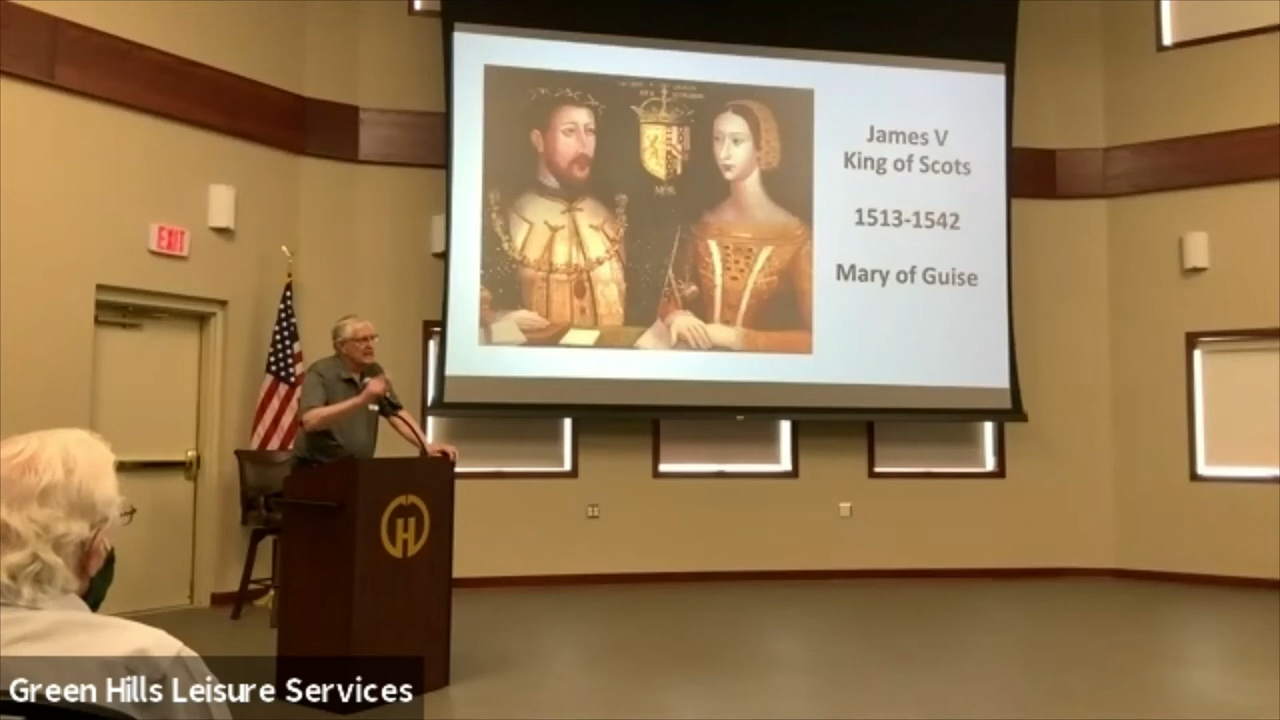 James V
King of Scots
1513-1542
Mary of Guise
EXIT
H
Green Hills Leisure Services